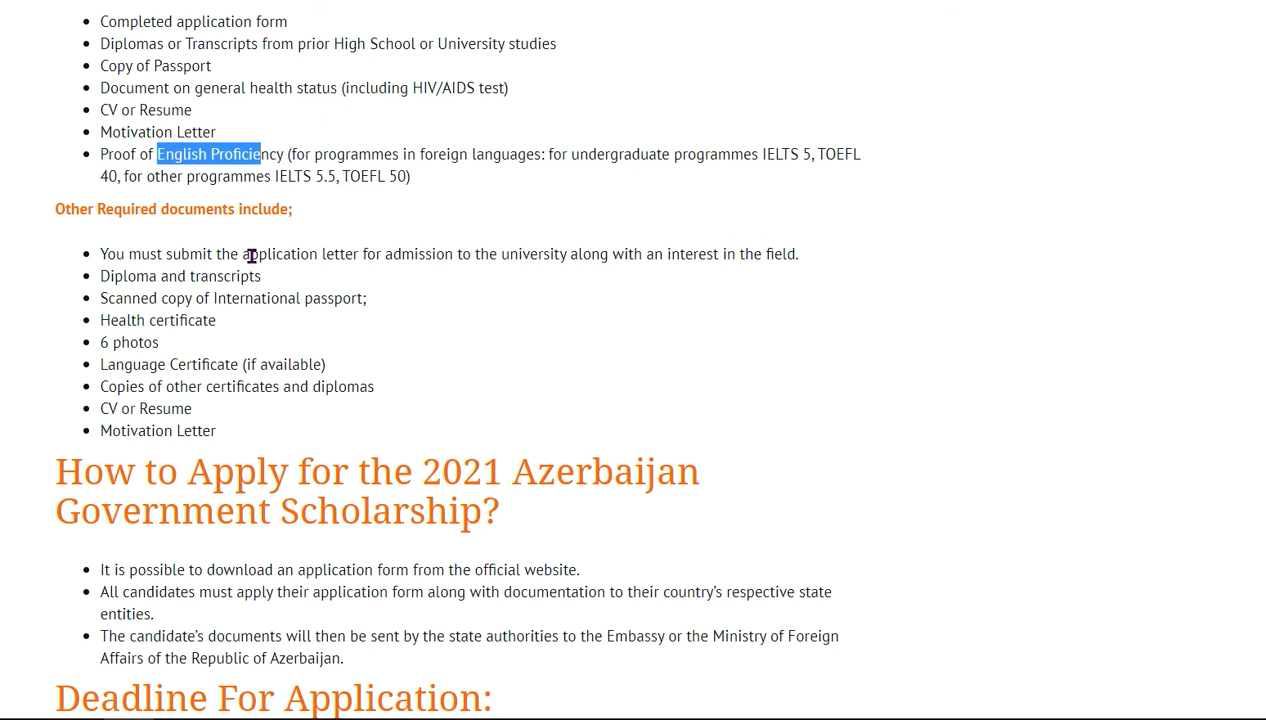 Completed application form
Diplomas or Transcripts from prior High School or University studies
Copy of Passport
Document on general health status (including HIV/AIDS test)
CV or Resume
Motivation Letter
Proof of English Proficiency (for programmes in foreign languages: for undergraduate programmes IELTS 5, TOEFL
40, for other programmes IELTS 5.5, TOEFL 50)
Other Required documents include;
You must submit the application letter for admission to the university along with an interest in the field.
Diploma and transcripts
Scanned copy of International passport;
Health certificate
6 photos
Language Certificate (if available)
Copies of other certificates and diplomas
CV or Resume
Motivation Letter
How to Apply for the 2021 Azerbaijan
Government Scholarship?
It is possible to download an application form from the official website.
All candidates must apply their application form along with documentation to their country’s respective state
entities.
The candidate’s documents will then be sent by the state authorities to the Embassy or the Ministry of Foreign
Affairs of the Republic of Azerbaijan.
Deadline For Application: